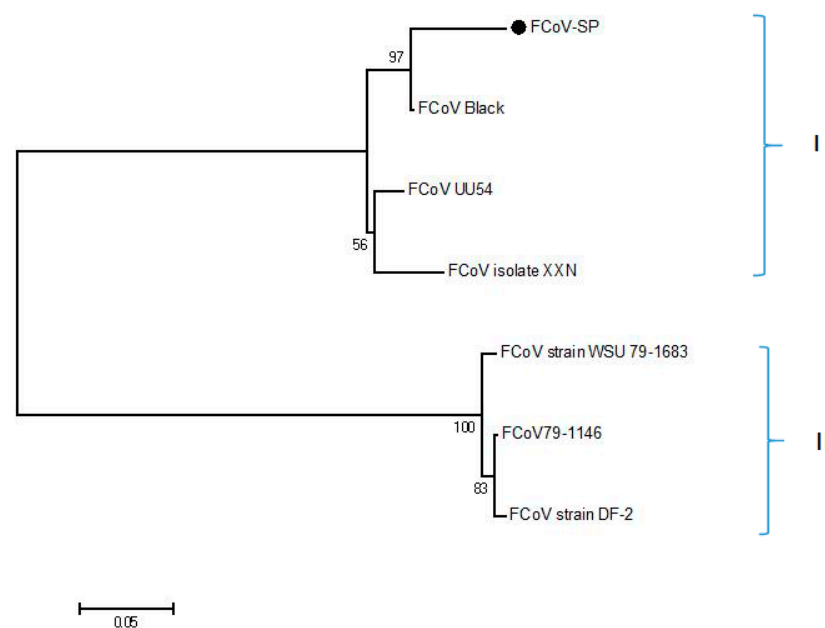 FCoV-SP
97
FCoV Black
I
FCoV UU54
56
FCoV isolate XXN
FCoV strain WSU 79-1683
100
FCoV79-1146
I
83
FCoV strain DF-2
0.05